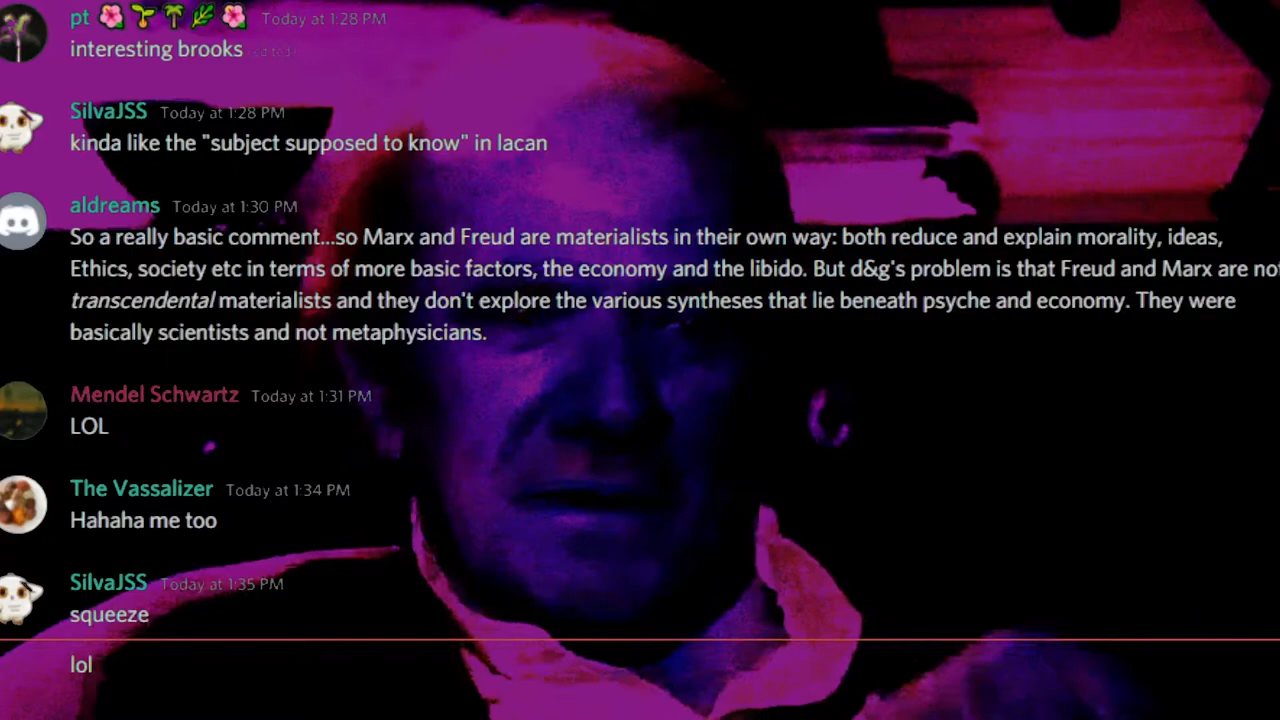 pt 🌺 🌱 🌴 🌿 🌺 Today at 1:28 PM
interesting brooks (edited)
SilvaJSS Today at 1:28 PM
kinda like the "subject supposed to know" in lacan
aldreams Today at 1:30 PM
So a really basic comment...so Marx and Freud are materialists in their own way: both reduce and explain morality, ideas,
Ethics, society etc in terms of more basic factors, the economy and the libido. But d&g's problem is that Freud and Marx are not
transcendental materialists and they don't explore the various syntheses that lie beneath psyche and economy. They were
basically scientists and not metaphysicians.
Mendel Schwartz Today at 1:31 PM
LOL
The Vassalizer Today at 1:34 PM
Hahaha me too
SilvaJSS Today at 1:35 PM
squeeze
lol